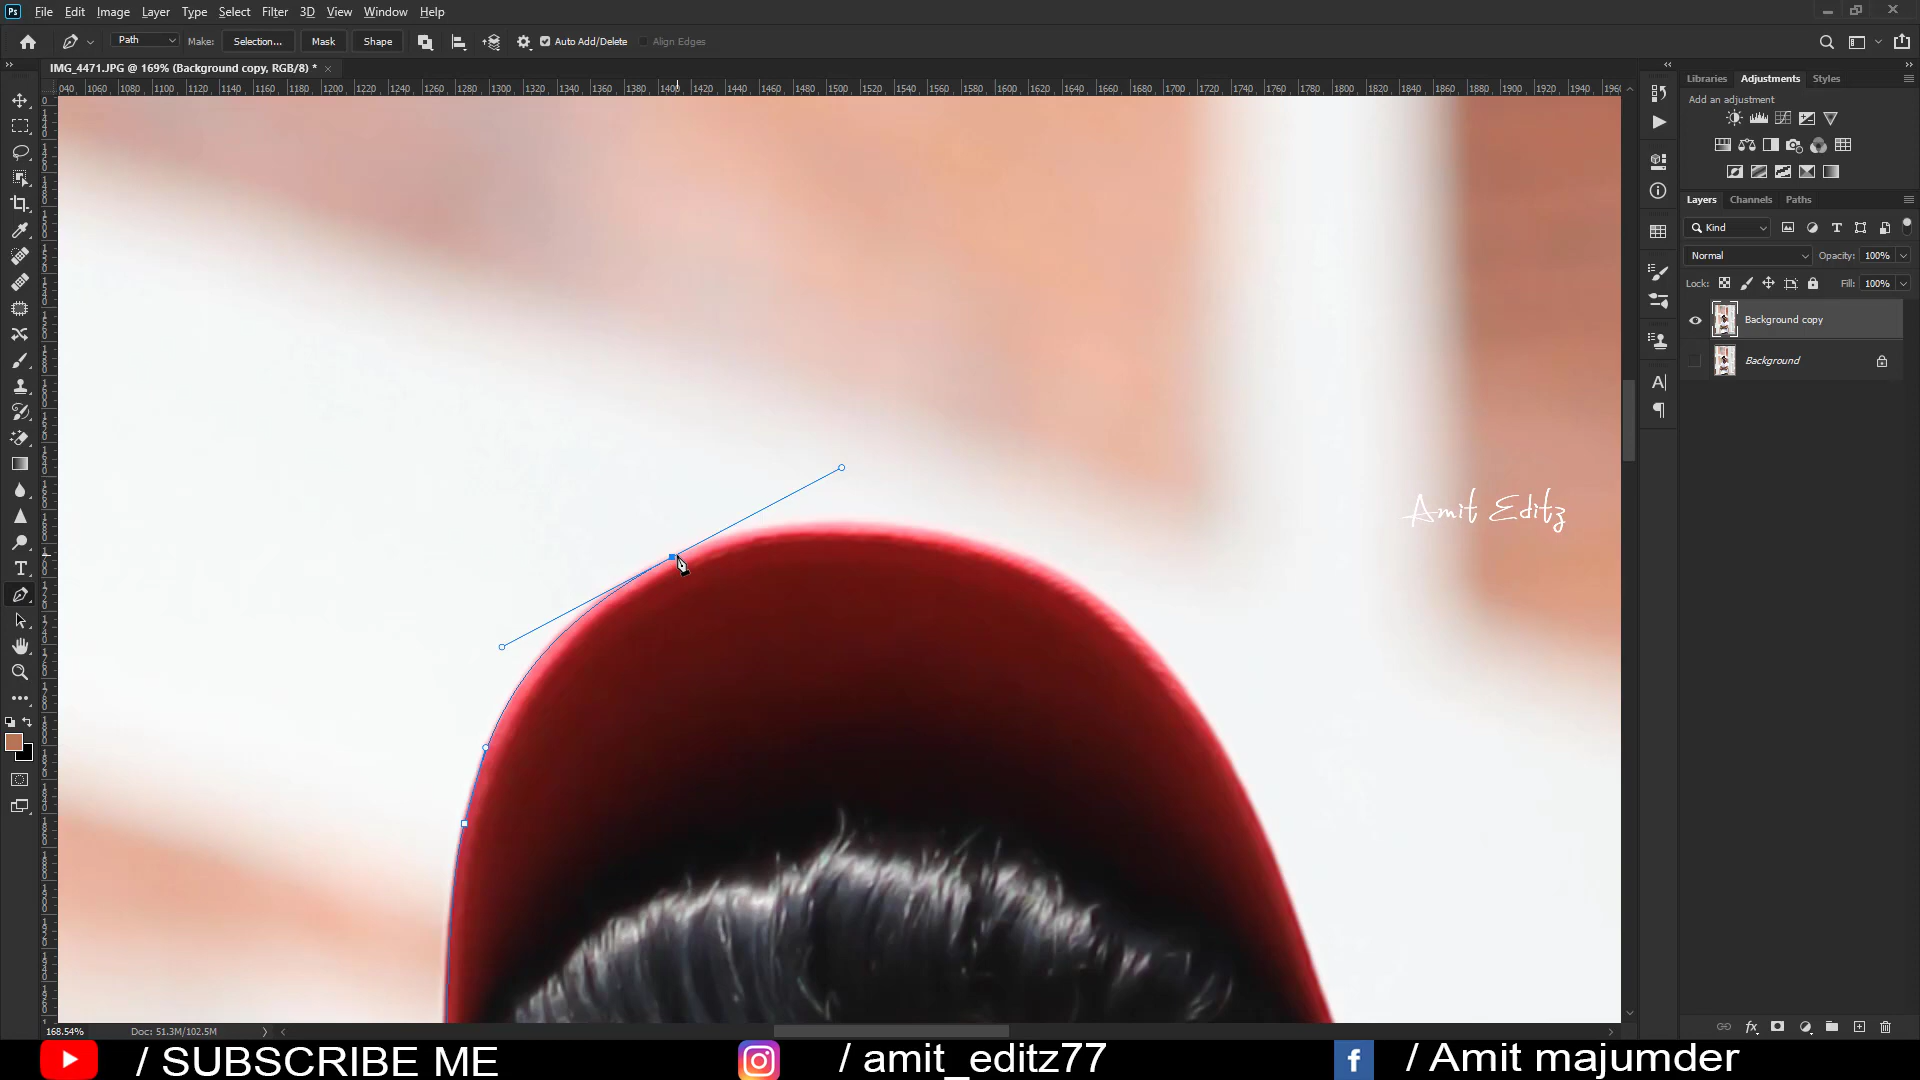 Ps File Edit Image Layer Type Select Filter 3D View Window Help
Path Make: Selection... Mask Shape Auto Add/Delete Align Edges
IMG_4471.JPG @ 169% (Background copy, RGB/8) *
Libraries Adjustments Styles
Add an adjustment
Layers Channels Paths
Kind
Normal Opacity: 100%
Lock: Fill: 100%
Background copy
Background
Amit Editz
168.54% Doc: 51.3M/102.5M
/ SUBSCRIBE ME / amit_editz77 / Amit majumder